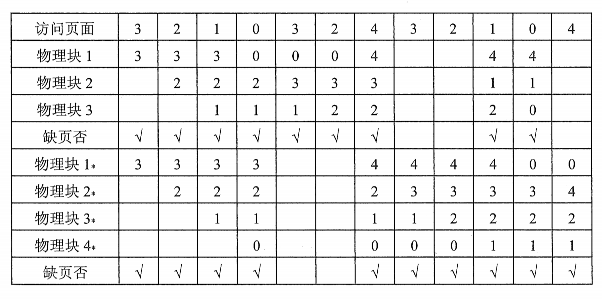 访问页面 3 2 1 0 3 2 4 3 2 1 0 4
物理块 1 3 3 3 0 0 0 4 4 4
物理块 2 2 2 2 3 3 3 1 1
物理块 3 1 1 1 2 2 2 0
缺页否 √ √ √ √ √ √ √ √ √
物理块 1* 3 3 3 3 4 4 4 4 0 0
物理块 2* 2 2 2 2 3 3 3 3 4
物理块 3* 1 1 1 1 2 2 2 2
物理块 4* 0 0 0 0 1 1 1
缺页否 √ √ √ √ √ √ √ √ √ √